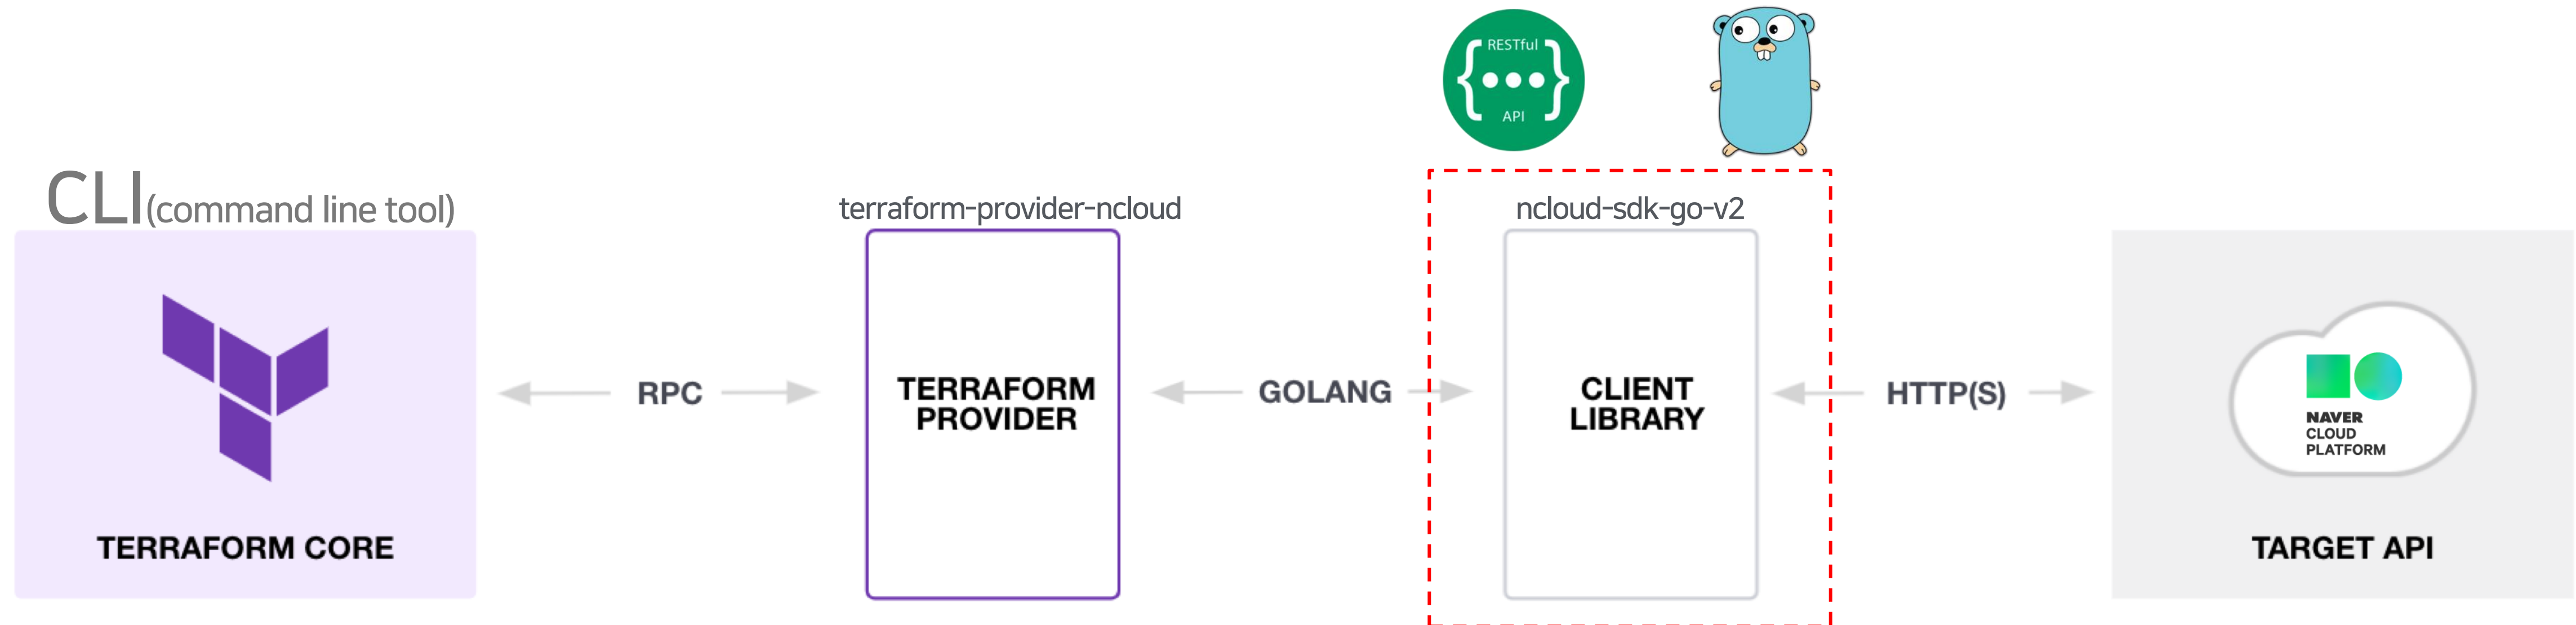 RESTful
API
CLI(command line tool)
terraform-provider-ncloud
ncloud-sdk-go-v2
TERRAFORM CORE
RPC
TERRAFORM
PROVIDER
GOLANG
CLIENT
LIBRARY
HTTP(S)
NAVER
CLOUD
PLATFORM
TARGET API